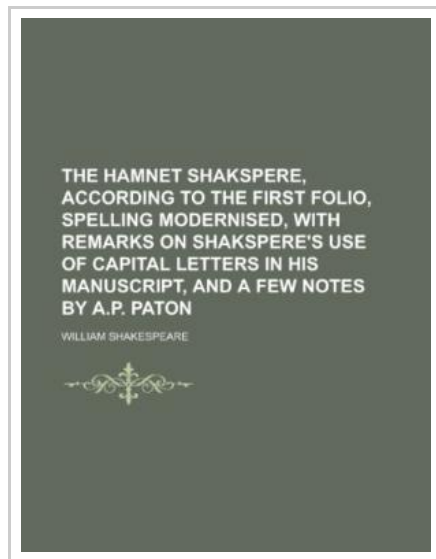 THE HAMNET SHAKSPERE,
ACCORDING TO THE FIRST FOLIO,
SPELLING MODERNISED, WITH
REMARKS ON SHAKSPERE'S USE
OF CAPITAL LETTERS IN HIS
MANUSCRIPT, AND A FEW NOTES
BY A.P. PATON
WILLIAM SHAKESPEARE